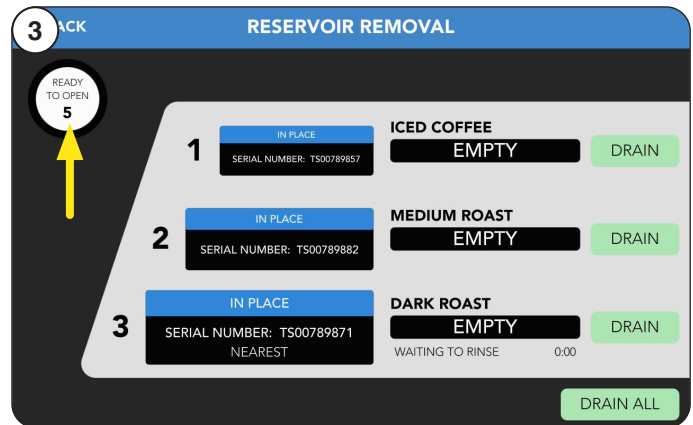 3
ACK
RESERVOIR REMOVAL
READY
TO OPEN
5
1
IN PLACE
SERIAL NUMBER: TS00789857
ICED COFFEE
EMPTY
DRAIN
2
IN PLACE
SERIAL NUMBER: TS00789882
MEDIUM ROAST
EMPTY
DRAIN
3
IN PLACE
SERIAL NUMBER: TS00789871
NEAREST
DARK ROAST
EMPTY
WAITING TO RINSE 0:00
DRAIN
DRAIN ALL